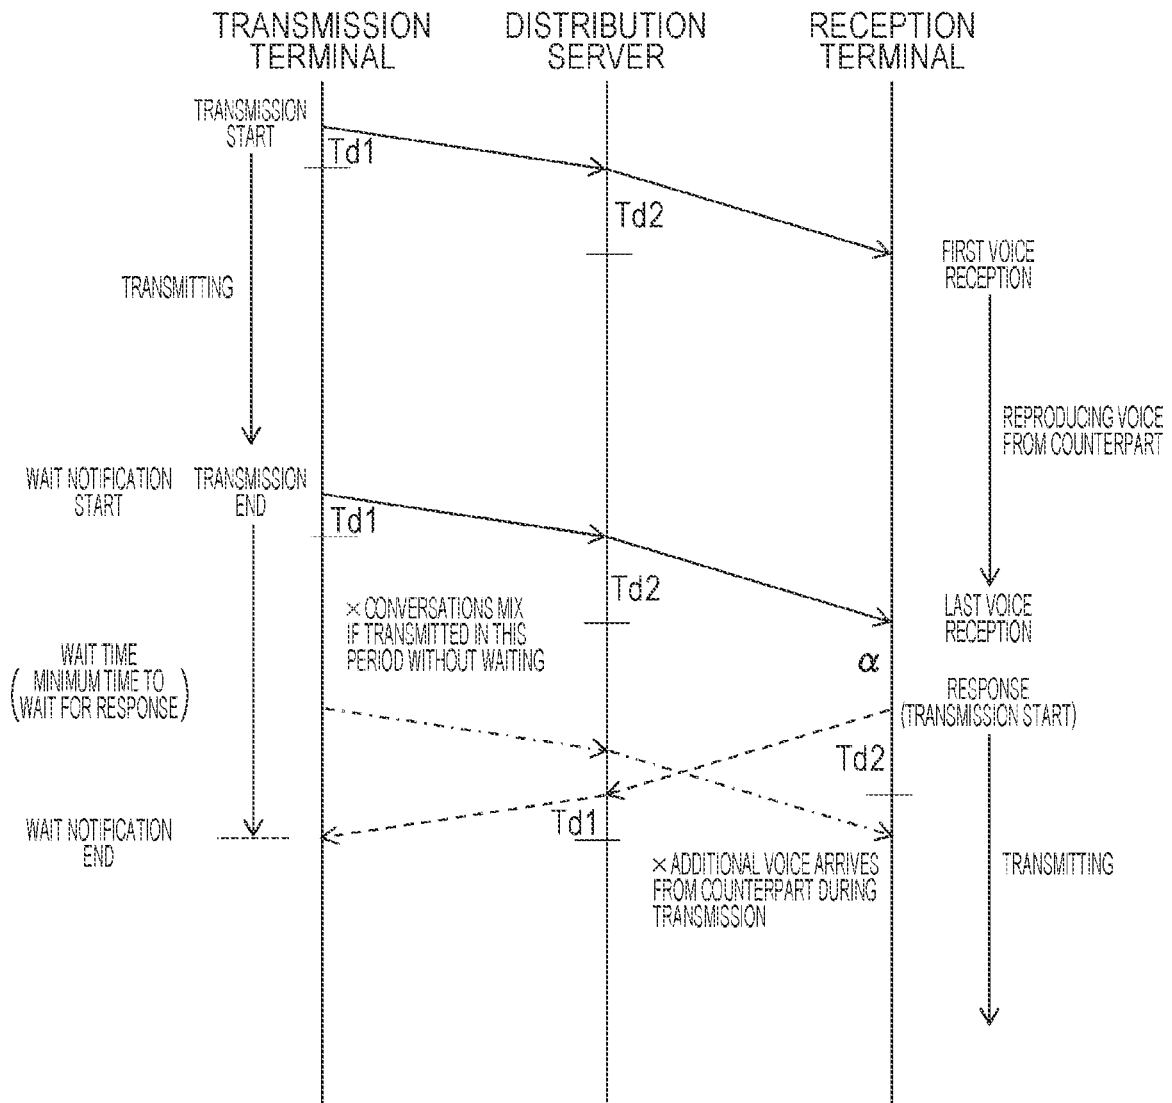 TRANSMISSION
TERMINAL
DISTRIBUTION
SERVER
RECEPTION
TERMINAL
TRANSMISSION
START
Td1
Td2
FIRST VOICE
RECEPTION
TRANSMITTING
REPRODUCING VOICE
FROM COUNTERPART
WAIT NOTIFICATION
START
TRANSMISSION
END
Td1
Td2
× CONVERSATIONS MIX
IF TRANSMITTED IN THIS
PERIOD WITHOUT WAITING
LAST VOICE
RECEPTION
α
WAIT TIME
(MINIMUM TIME TO
WAIT FOR RESPONSE)
RESPONSE
(TRANSMISSION START)
Td2
Td1
WAIT NOTIFICATION
END
× ADDITIONAL VOICE ARRIVES
FROM COUNTERPART DURING
TRANSMISSION
TRANSMITTING